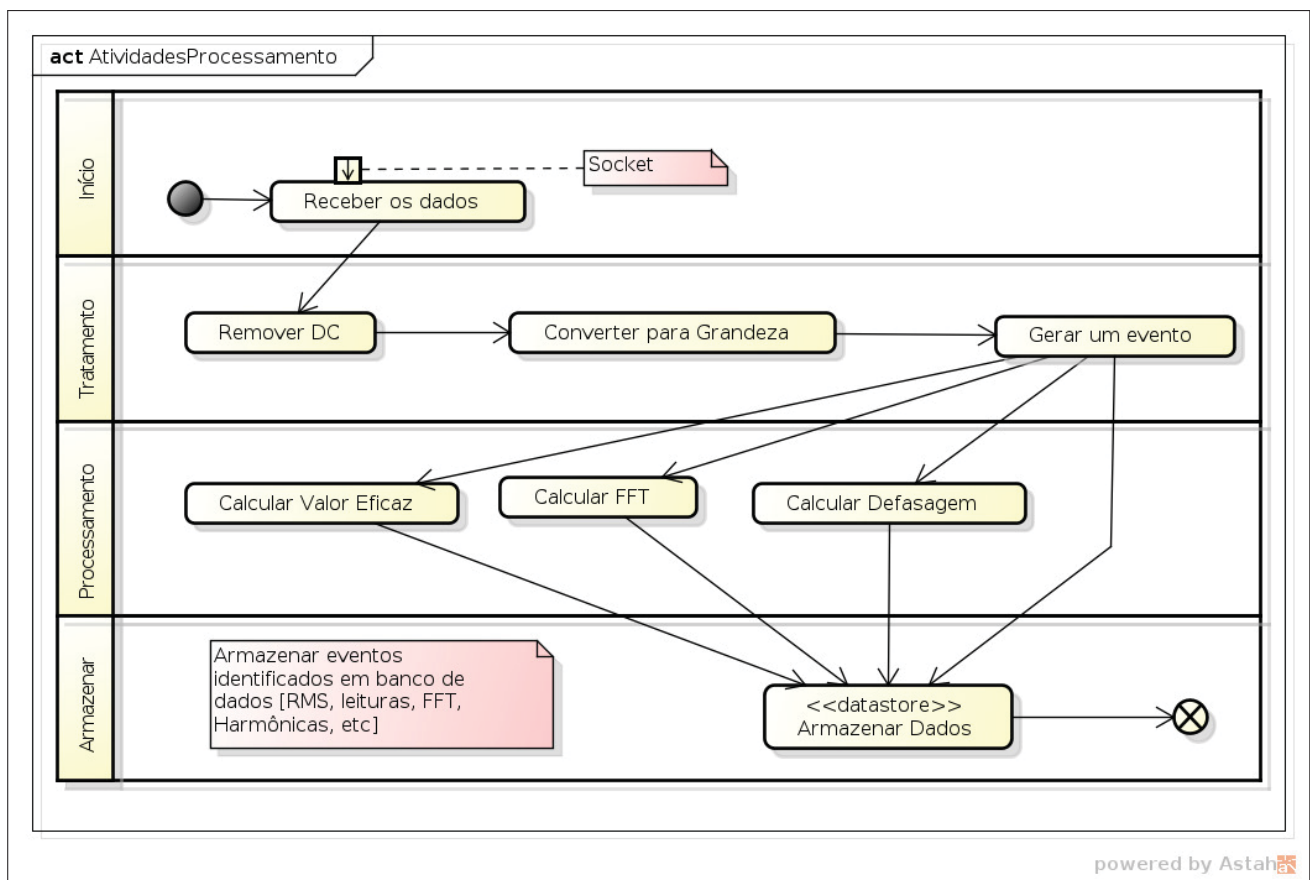 act AtividadesProcessamento
Início
Socket
Receber os dados
Tratamento
Remover DC
Converter para Grandeza
Gerar um evento
Processamento
Calcular Valor Eficaz
Calcular FFT
Calcular Defasagem
Armazenar
Armazenar eventos
identificados em banco de
dados [RMS, leituras, FFT,
Harmônicas, etc]
<<datastore>>
Armazenar Dados
powered by Astah